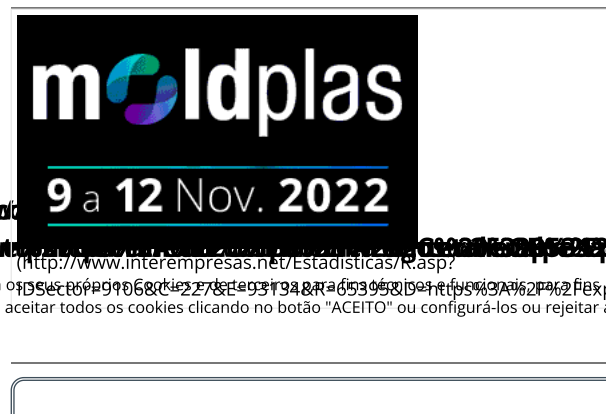 moldplas
9 a 12 Nov. 2022
(http://www.interempresas.net/Estadisticas/R.asp?
os seus próprios Cookies e de terceiros para fins técnicos e funcionais, para fins
IDSector=9106&C=227&E=93134&R=65395&D=https%3A%2F%2Fexp
aceitar todos os cookies clicando no botão "ACEITO" ou configurá-los ou rejeitar a